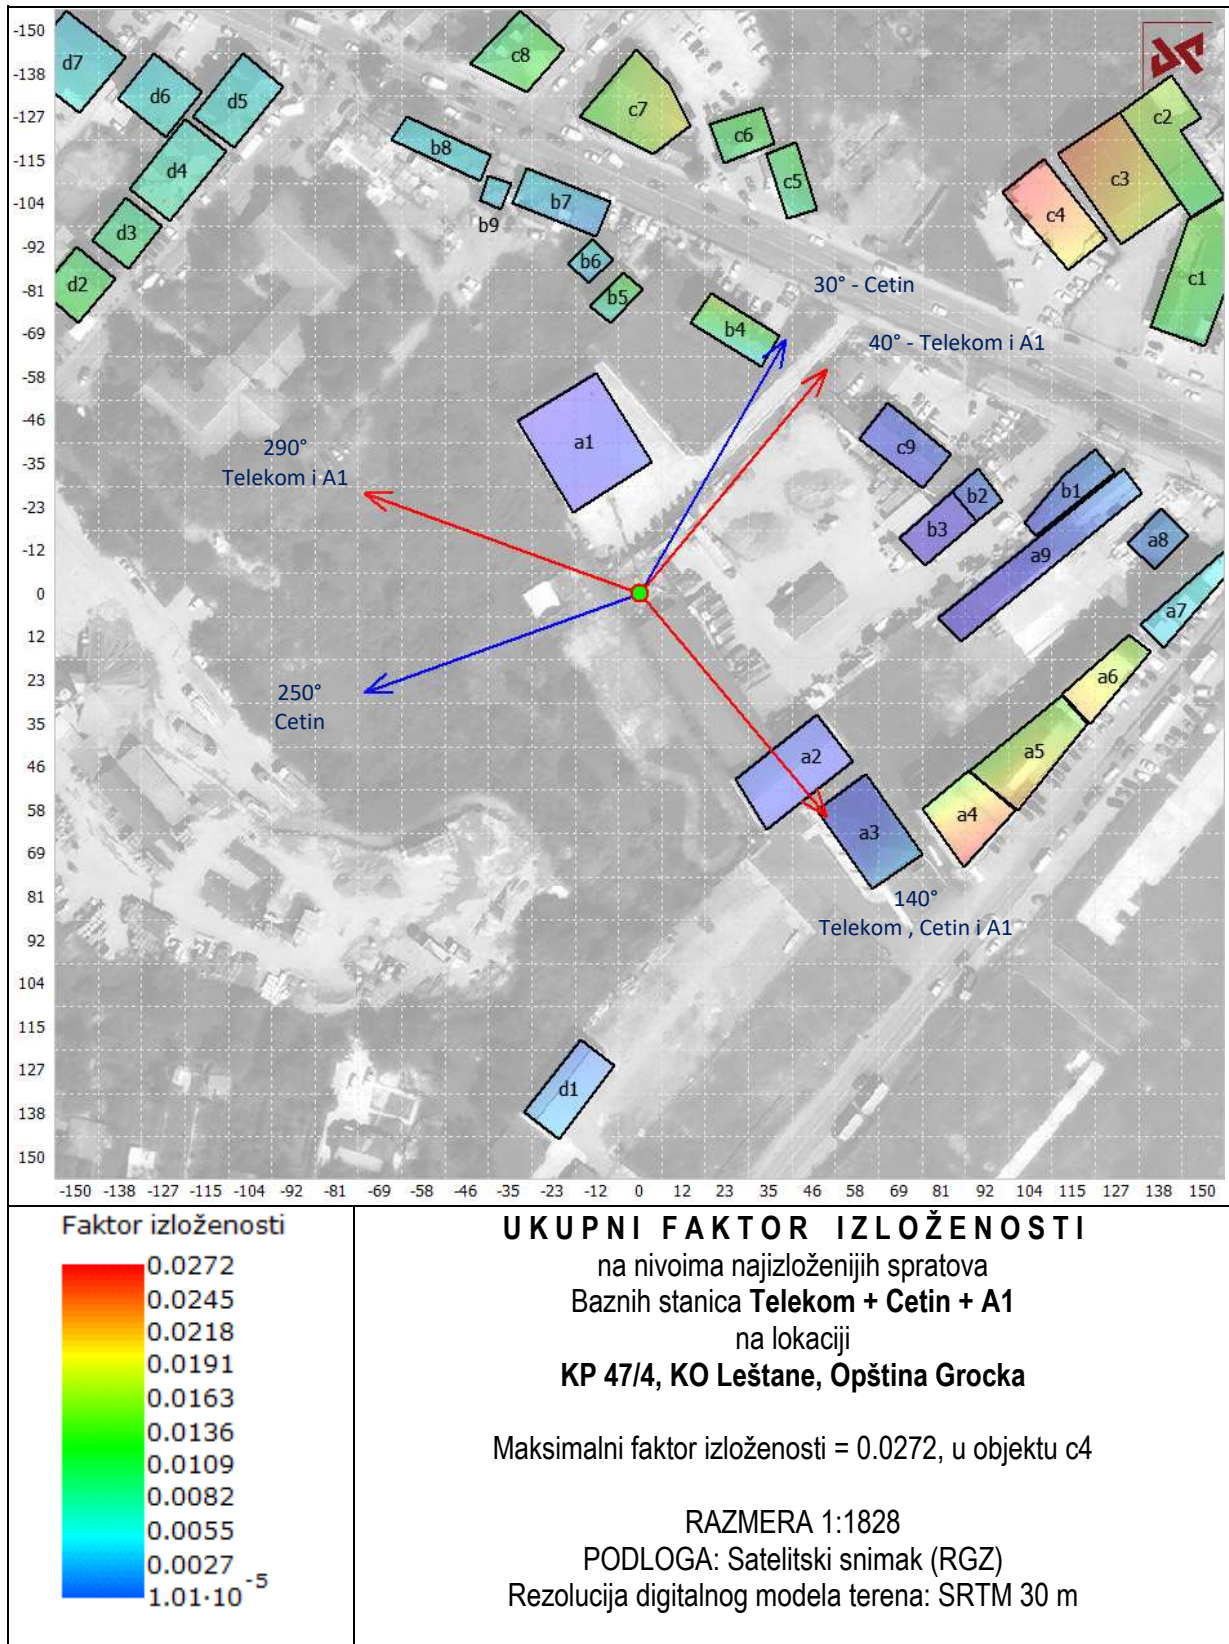 -150
-138
-127
-115
-104
-92
-81
-69
-58
-46
-35
-23
-12
0
12
23
35
46
58
69
81
92
104
115
127
138
150
d7
d6
d5
d4
d3
d2
c8
c7
c6
c5
c2
c3
c4
c1
b8
b9
b7
b6
b5
b4
30° - Cetin
40° - Telekom i A1
290°
Telekom i A1
a1
c9
b2
b3
b1
a9
a8
a7
a6
a5
a4
a2
a3
250°
Cetin
140°
Telekom , Cetin i A1
d1
-150 -138 -127 -115 -104 -92 -81 -69 -58 -46 -35 -23 -12 0 12 23 35 46 58 69 81 92 104 115 127 138 150
Faktor izloženosti
0.0272
0.0245
0.0218
0.0191
0.0163
0.0136
0.0109
0.0082
0.0055
0.0027
1.01·10⁻⁵
UKUPNI FAKTOR IZLOŽENOSTI
na nivoima najizloženijih spratova
Baznih stanica Telekom + Cetin + A1
na lokaciji
KP 47/4, KO Leštane, Opština Grocka
Maksimalni faktor izloženosti = 0.0272, u objektu c4
RAZMERA 1:1828
PODLOGA: Satelitski snimak (RGZ)
Rezolucija digitalnog modela terena: SRTM 30 m